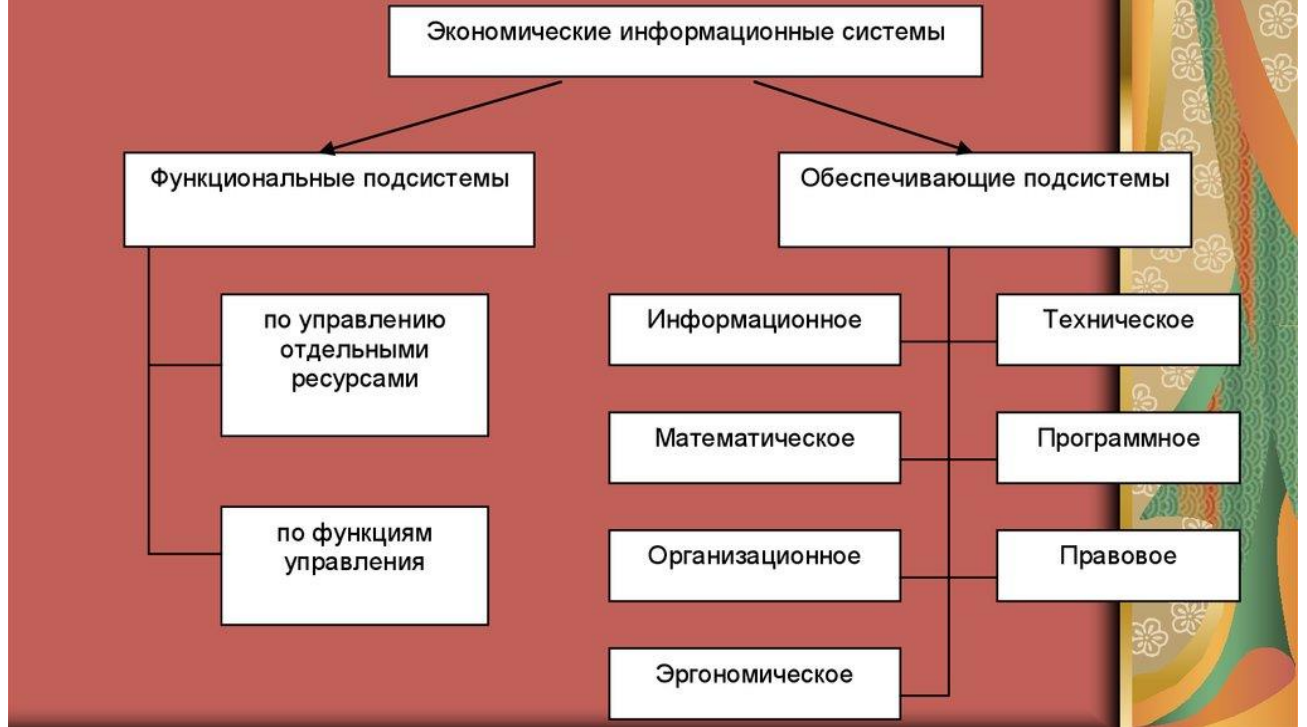 Экономические информационные системы
Функциональные подсистемы
Обеспечивающие подсистемы
по управлению
отдельными
ресурсами
по функциям
управления
Информационное
Техническое
Математическое
Программное
Организационное
Правовое
Эргономическое